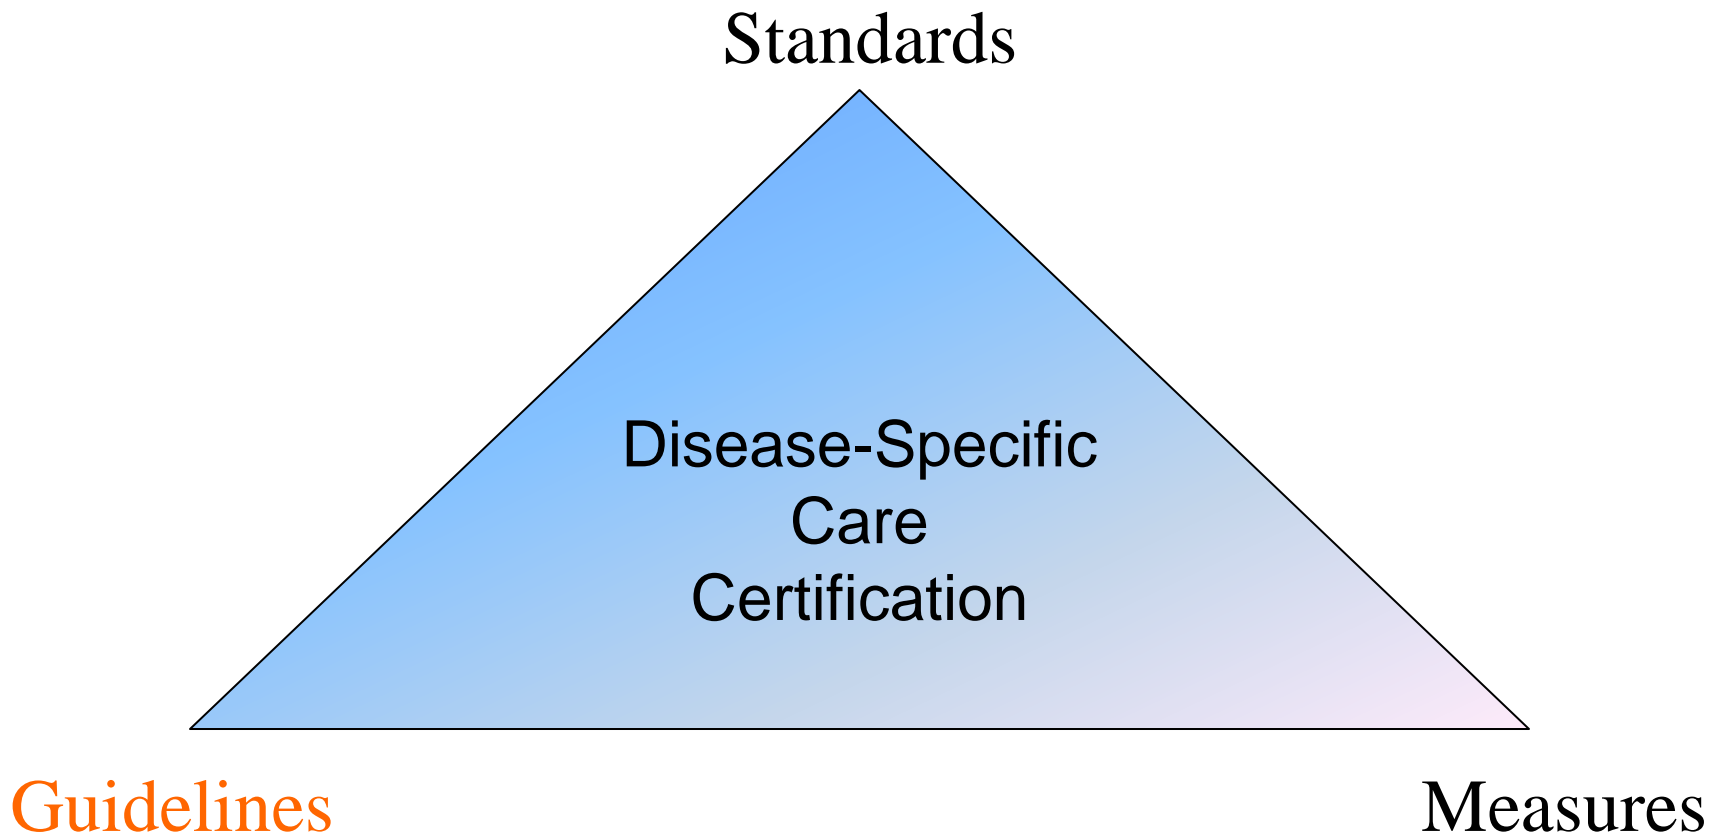 Standards
Disease-Specific
Care
Certification
Guidelines
Measures